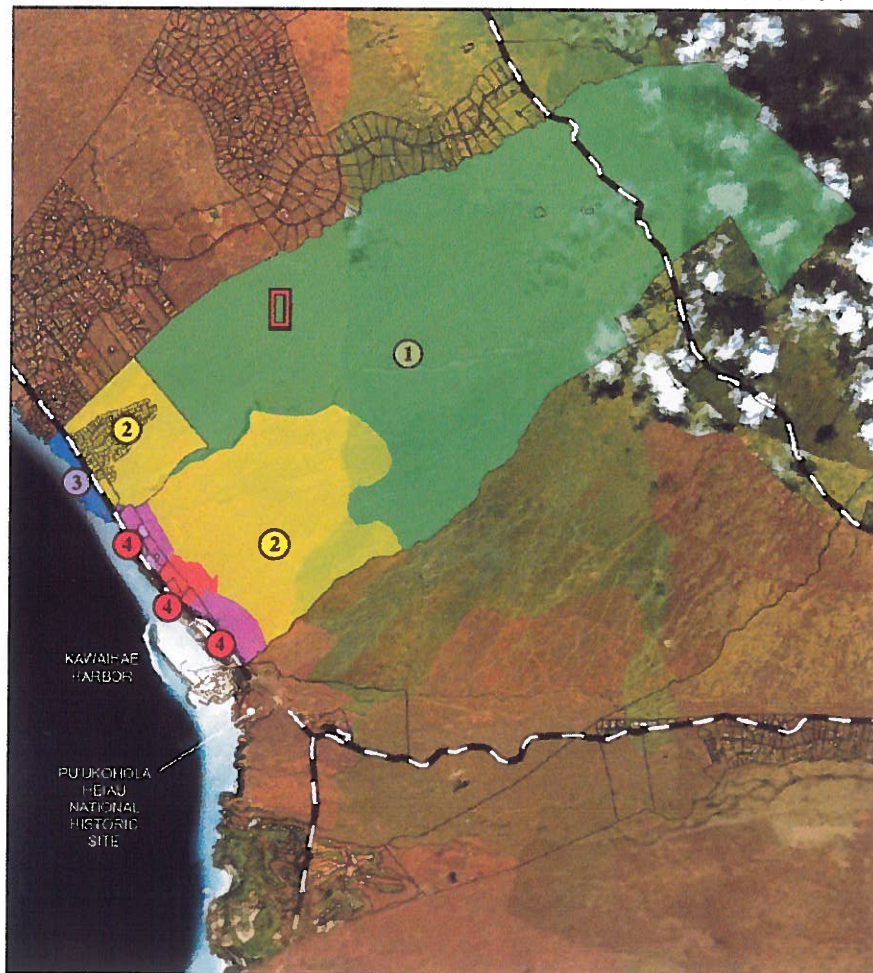 1
2
3
2
4
4
4
KAWAIHAE
HARBOR
PU'UKOHOLA
HEIAU
NATIONAL
HISTORIC
SITE